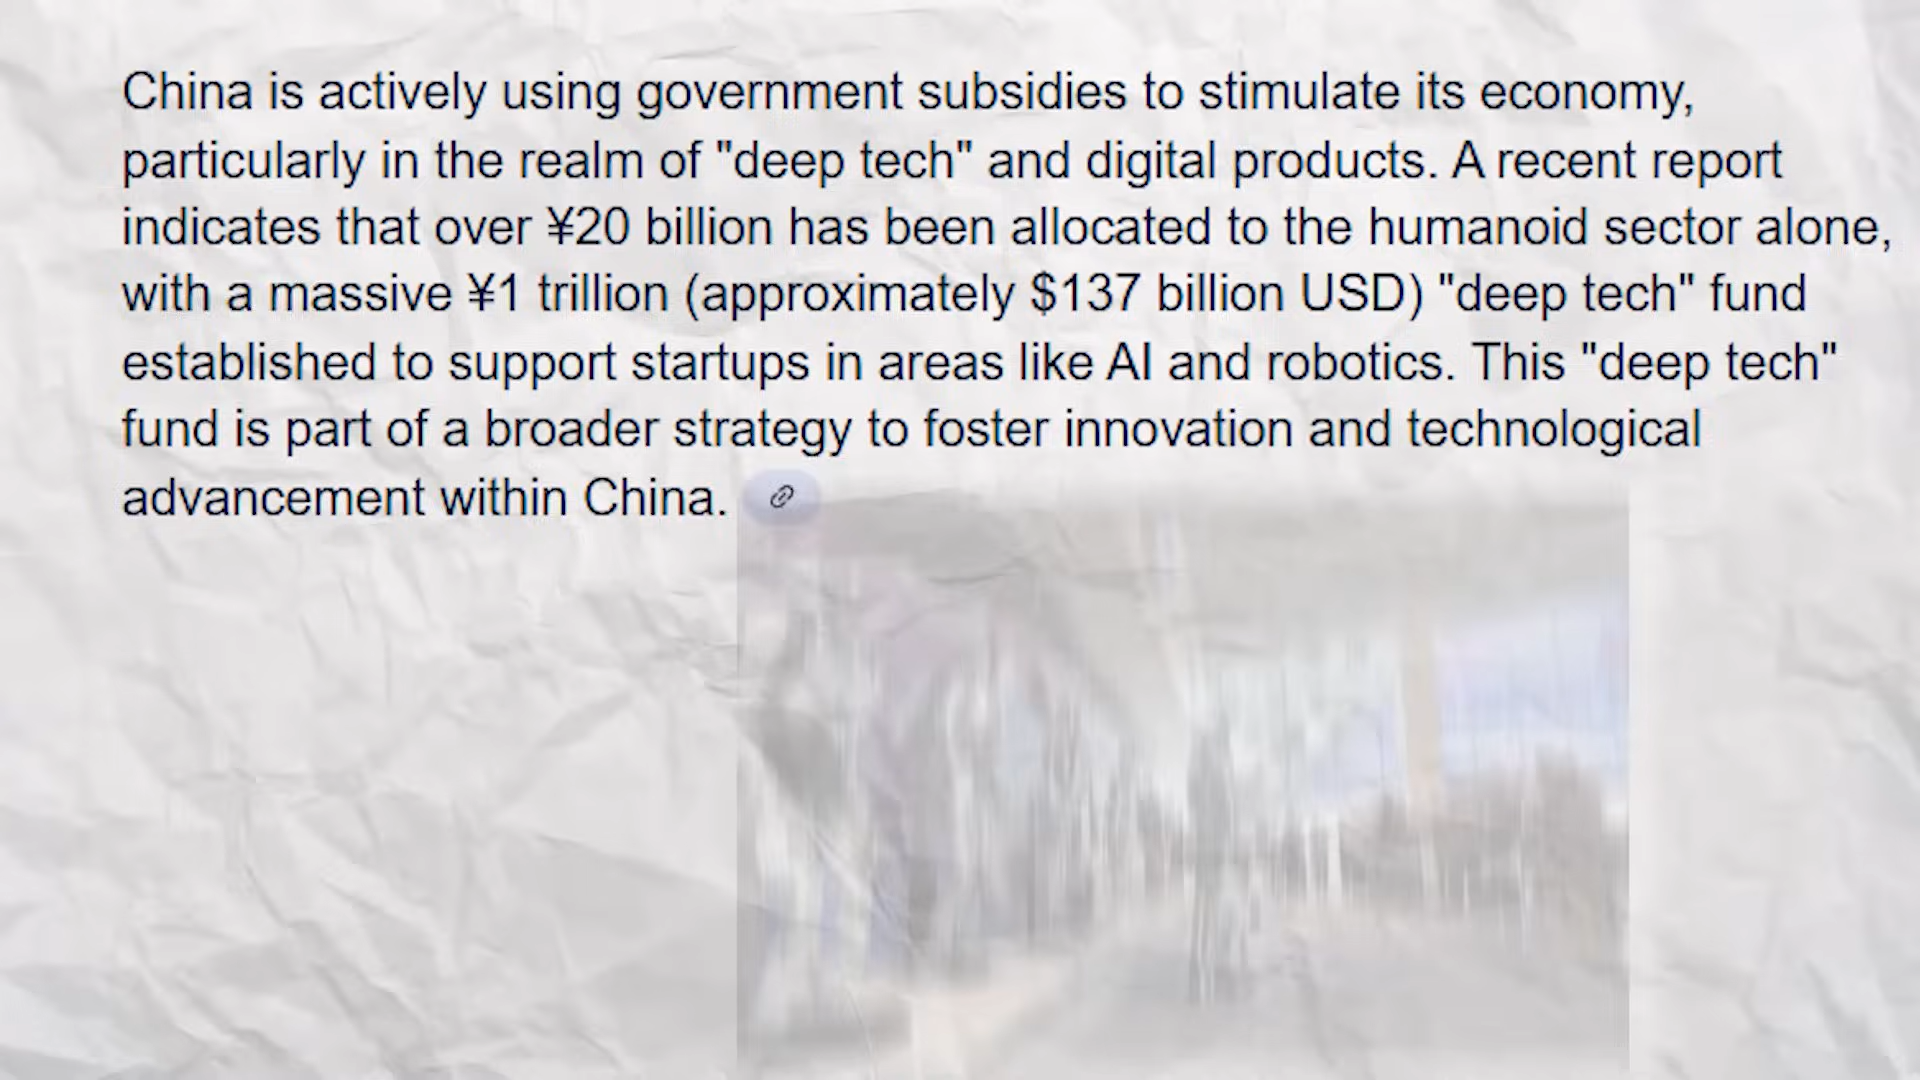 China is actively using government subsidies to stimulate its economy,
particularly in the realm of "deep tech" and digital products. A recent report
indicates that over ¥20 billion has been allocated to the humanoid sector alone,
with a massive ¥1 trillion (approximately $137 billion USD) "deep tech" fund
established to support startups in areas like AI and robotics. This "deep tech"
fund is part of a broader strategy to foster innovation and technological
advancement within China.